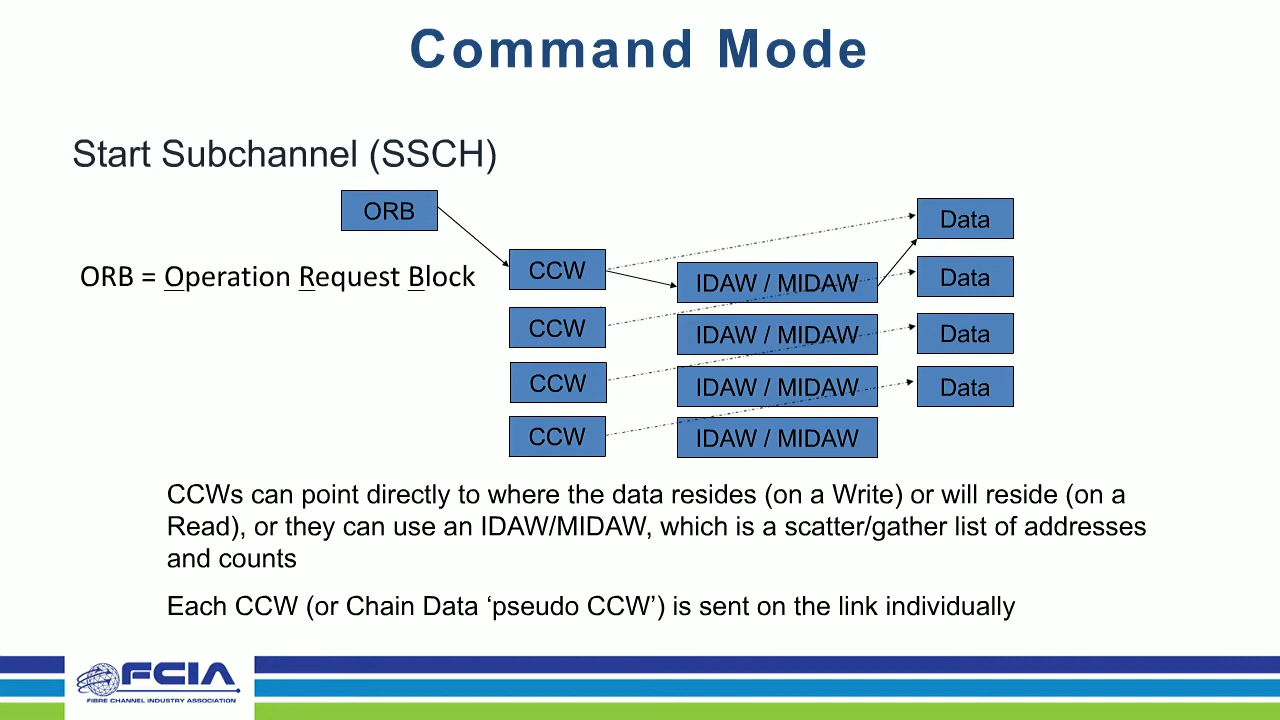 Command Mode
Start Subchannel (SSCH)
ORB
Data
CCW
IDAW / MIDAW
ORB = Operation Request Block
Data
CCW
IDAW / MIDAW
Data
CCW
IDAW / MIDAW
Data
CCW
IDAW / MIDAW
CCWs can point directly to where the data resides (on a Write) or will reside (on a
Read), or they can use an IDAW/MIDAW, which is a scatter/gather list of addresses
and counts
Each CCW (or Chain Data ‘pseudo CCW’) is sent on the link individually
FCIA
FIBRE CHANNEL INDUSTRY ASSOCIATION